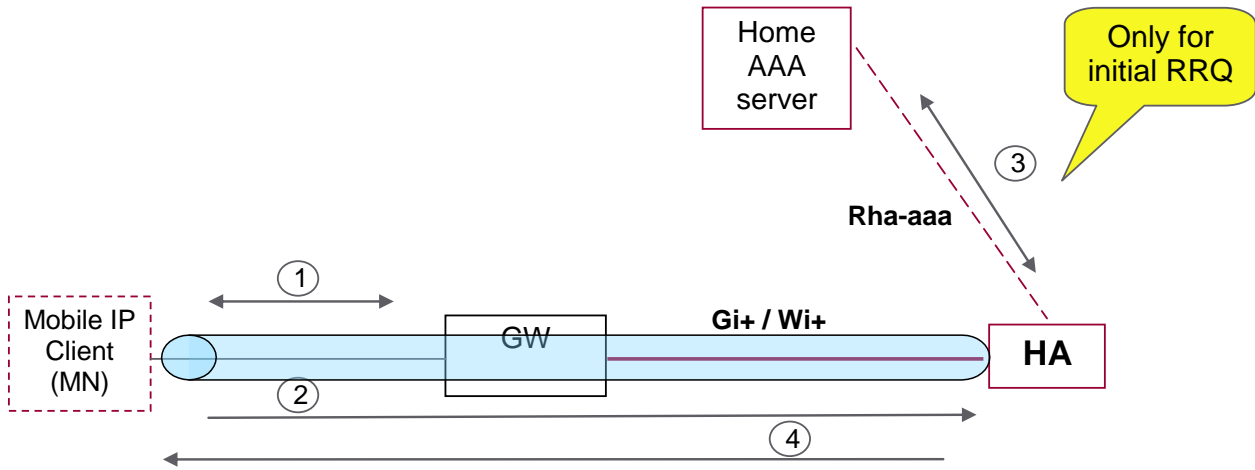 Home
AAA
server
Only for
initial RRQ
3
Rha-aaa
1
Mobile IP
Client
(MN)
GW
Gi+ / Wi+
HA
2
4